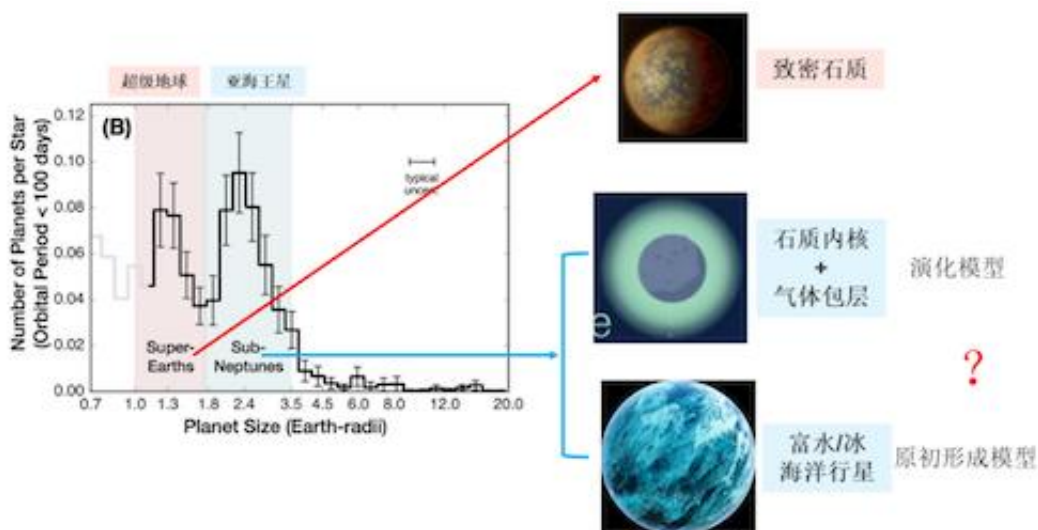 超级地球
亚海王星
(B)
Number of Planets per Star
(Orbital Period < 100 days)
0.12
0.10
0.08
0.06
0.04
0.02
0.00
typical
uncert.
Super-
Earths
Sub-
Neptunes
0.7
1.0
1.3
1.8
2.4
3.5
4.5
6.0
8.0
12.0
20.0
Planet Size (Earth-radii)
致密石质
e
石质内核
+
气体包层
演化模型
?
富水/冰
海洋行星
原初形成模型